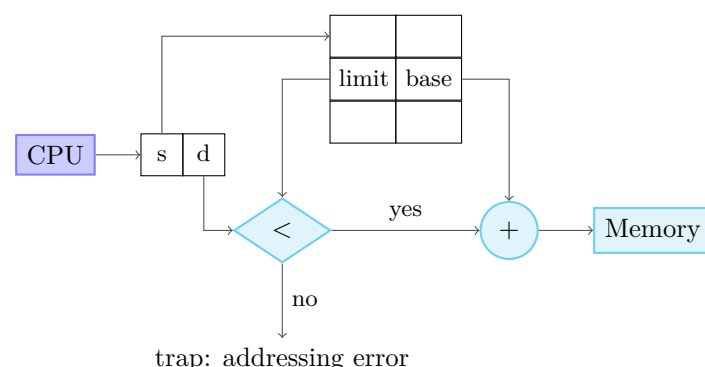 limit base
CPU s d
< yes + Memory
no
trap: addressing error